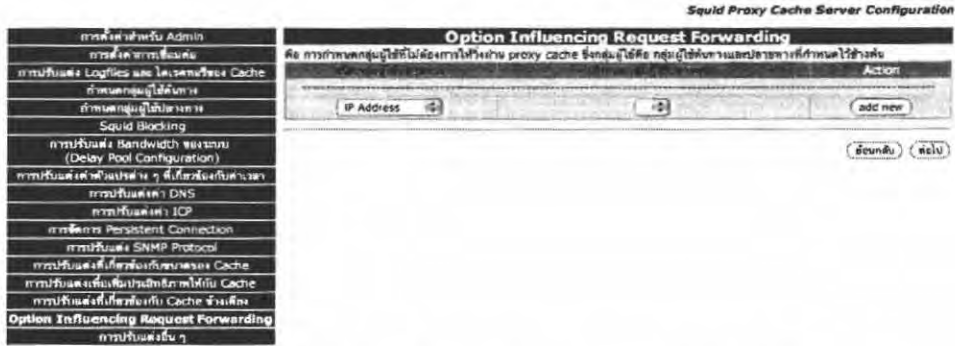 Squid Proxy Cache Server Configuration
การตั้งค่าสำหรับ Admin
การตั้งค่าการเชื่อมต่อ
การปรับแต่ง Logfiles และ ไดเรคทอรีของ Cache
กำหนดกลุ่มผู้ใช้ต้นทาง
กำหนดกลุ่มผู้ใช้ปลายทาง
Squid Blocking
การปรับแต่ง Bandwidth ของระบบ
(Delay Pool Configuration)
การปรับแต่งค่าตัวแปรต่าง ๆ ที่เกี่ยวข้องกับค่าเวลา
การปรับแต่งค่า DNS
การปรับแต่งค่า ICP
การจัดการ Persistent Connection
การปรับแต่ง SNMP Protocol
การปรับแต่งที่เกี่ยวข้องกับขนาดของ Cache
การปรับแต่งเพื่อเพิ่มประสิทธิภาพให้กับ Cache
การปรับแต่งที่เกี่ยวข้องกับ Cache ข้างเคียง
Option Influencing Request Forwarding
การปรับแต่งอื่น ๆ
Option Influencing Request Forwarding
คือ การกำหนดกลุ่มผู้ใช้ที่ไม่ต้องการให้วิ่งผ่าน proxy cache ซึ่งกลุ่มผู้ใช้คือ กลุ่มผู้ใช้ต้นทางและปลายทางที่กำหนดไว้ข้างต้น
Action
IP Address
add new
ย้อนกลับ ต่อไป